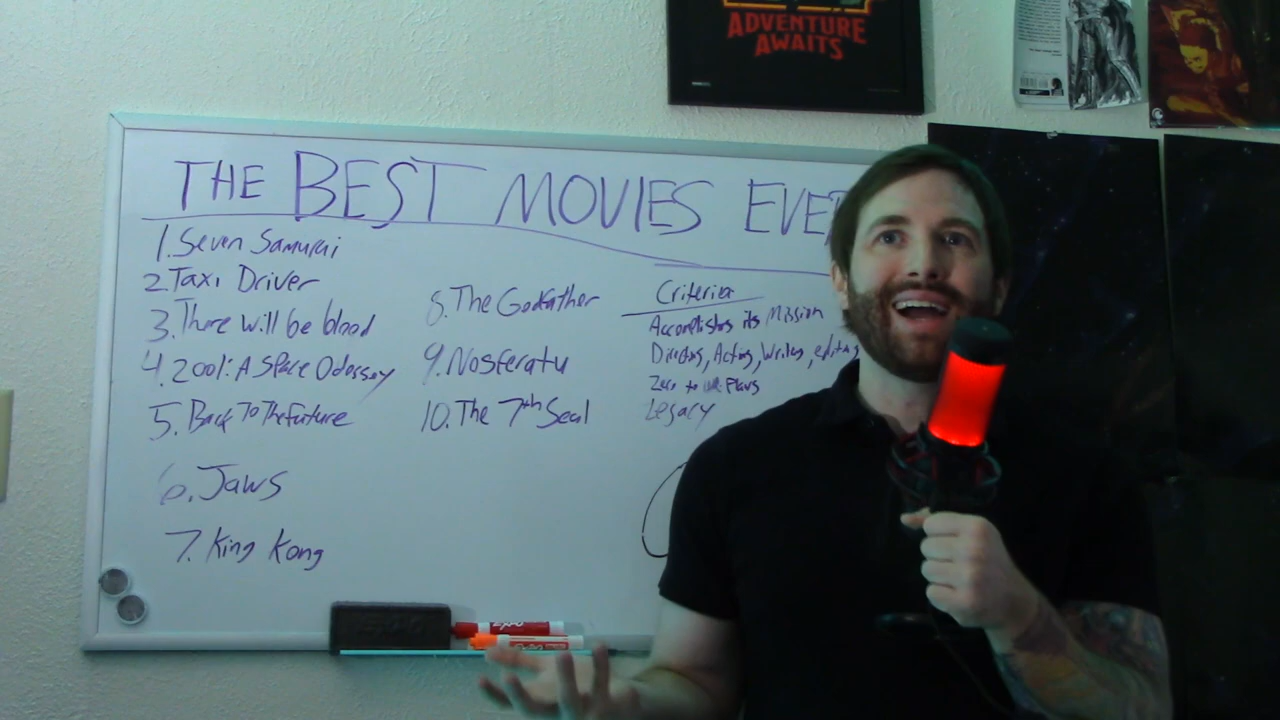 ADVENTURE
AWAITS
THE BEST MOVIES EVE
1. Seven Samurai
2. Taxi Driver
3. There Will be blood
4. 2001: A Space Odossey
5. Back To The future
6. Jaws
7. King Kong
8. The Godfather
9. Nosferatu
10. The 7th Seal
Criteria
Accomplishes its Mission
Directing, Acting, Writing, editing
Zero to Flaws
Legacy